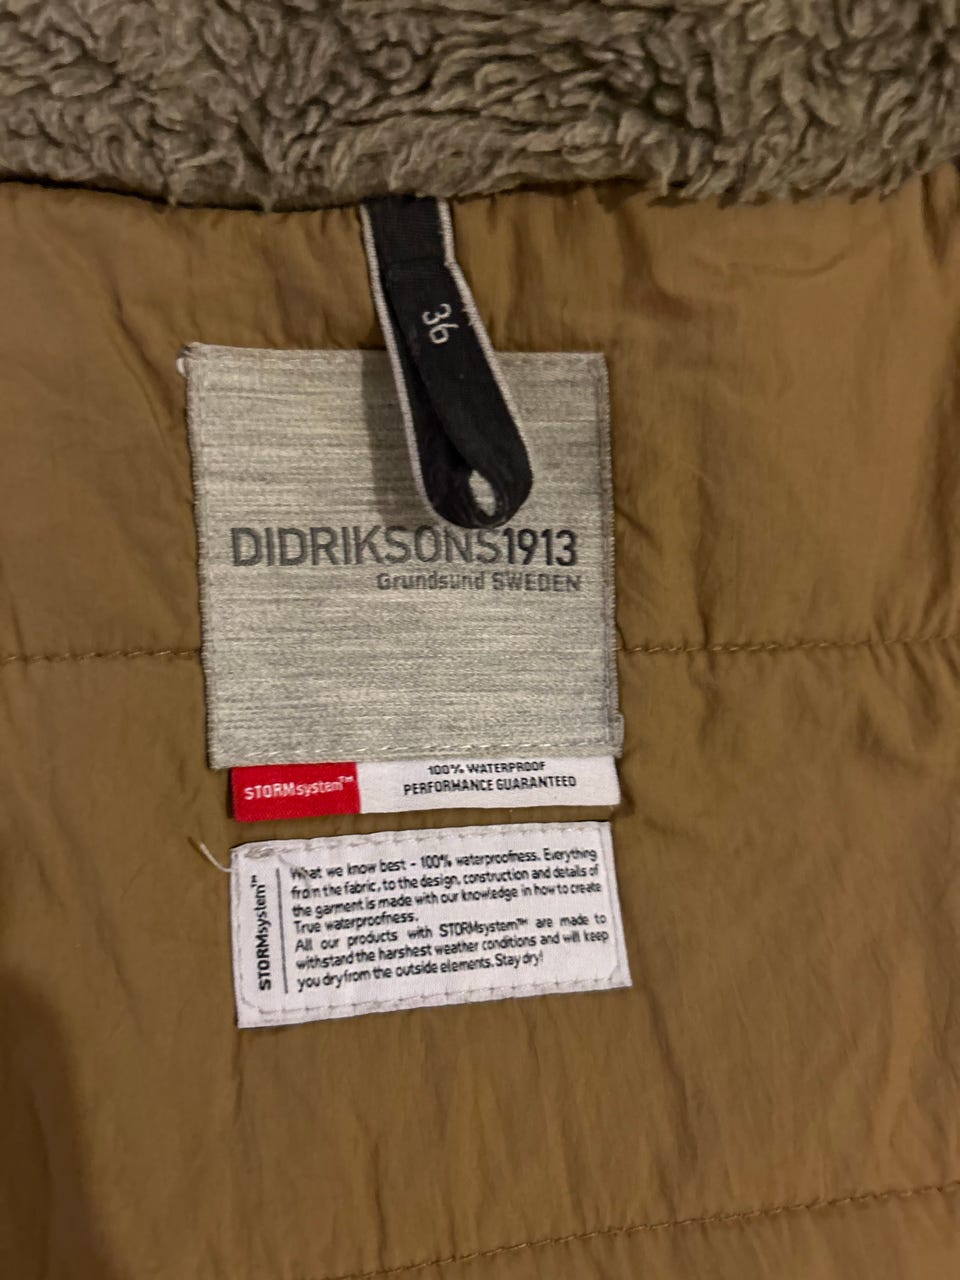 36
DIDRIKSONS1913
Grundsund SWEDEN
STORMsystem™
100% WATERPROOF
PERFORMANCE GUARANTEED
STORMsystem™
What we know best - 100% waterproofness. Everything
from the fabric, to the design, construction and details of
the garment is made with our knowledge in how to create
True waterproofness.
All our products with STORMsystem™ are made to
withstand the harshest weather conditions and will keep
you dry from the outside elements. Stay dry!